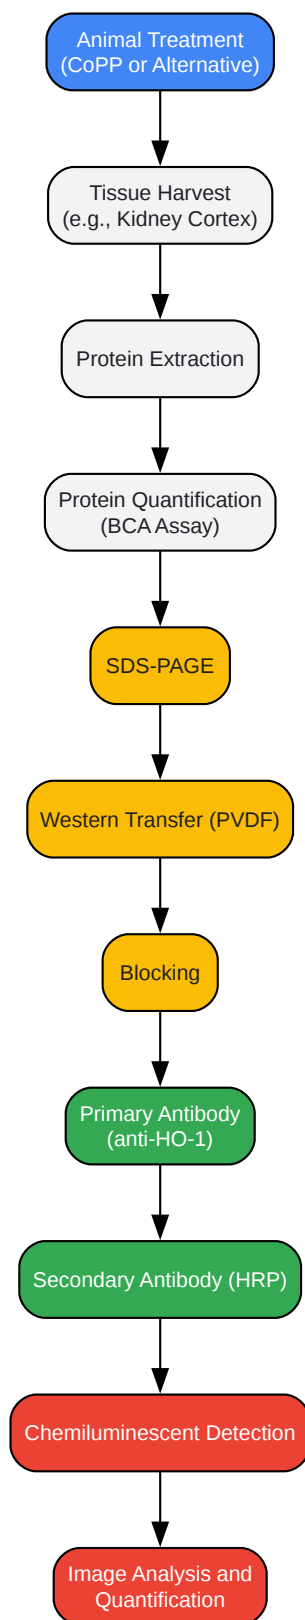 Animal Treatment
(CoPP or Alternative)
Tissue Harvest
(e.g., Kidney Cortex)
Protein Extraction
Protein Quantification
(BCA Assay)
SDS-PAGE
Western Transfer (PVDF)
Blocking
Primary Antibody
(anti-HO-1)
Secondary Antibody (HRP)
Chemiluminescent Detection
Image Analysis and
Quantification